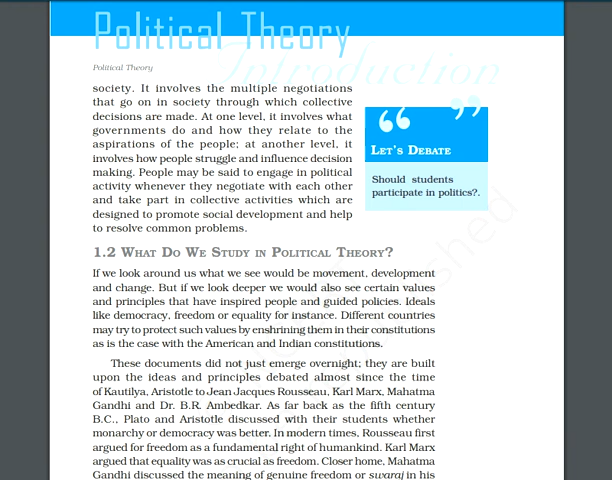 Political Theory
Introduction
Political Theory
society. It involves the multiple negotiations
that go on in society through which collective
decisions are made. At one level, it involves what
governments do and how they relate to the
aspirations of the people; at another level, it
involves how people struggle and influence decision
making. People may be said to engage in political
activity whenever they negotiate with each other
and take part in collective activities which are
designed to promote social development and help
to resolve common problems.
“ ”
LET'S DEBATE
Should students
participate in politics?.
1.2 WHAT DO WE STUDY IN POLITICAL THEORY?
If we look around us what we see would be movement, development
and change. But if we look deeper we would also see certain values
and principles that have inspired people and guided policies. Ideals
like democracy, freedom or equality for instance. Different countries
may try to protect such values by enshrining them in their constitutions
as is the case with the American and Indian constitutions.
These documents did not just emerge overnight; they are built
upon the ideas and principles debated almost since the time
of Kautilya, Aristotle to Jean Jacques Rousseau, Karl Marx, Mahatma
Gandhi and Dr. B.R. Ambedkar. As far back as the fifth century
B.C., Plato and Aristotle discussed with their students whether
monarchy or democracy was better. In modern times, Rousseau first
argued for freedom as a fundamental right of humankind. Karl Marx
argued that equality was as crucial as freedom. Closer home, Mahatma
Gandhi discussed the meaning of genuine freedom or swaraj in his